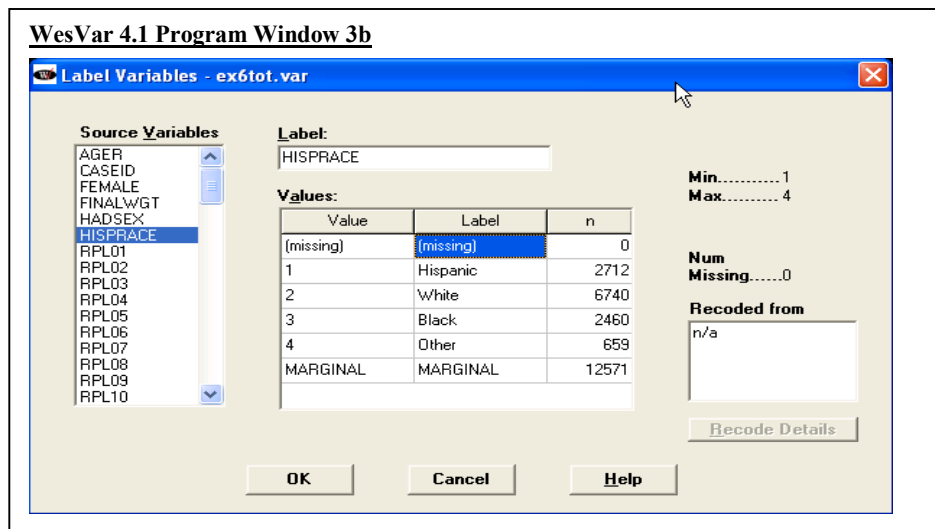 WesVar 4.1 Program Window 3b
W
Label Variables - ex6tot.var
Source Variables
AGER
CASEID
FEMALE
FINALWGT
HADSEX
HISPRACE
RPL01
RPL02
RPL03
RPL04
RPL05
RPL06
RPL07
RPL08
RPL09
RPL10
Label:
HISPRACE
Values:
Value Label n
(missing) (missing) 0
1 Hispanic 2712
2 White 6740
3 Black 2460
4 Other 659
MARGINAL MARGINAL 12571
Min...........1
Max.......... 4
Num
Missing......0
Recoded from
n/a
Recode Details
OK Cancel Help